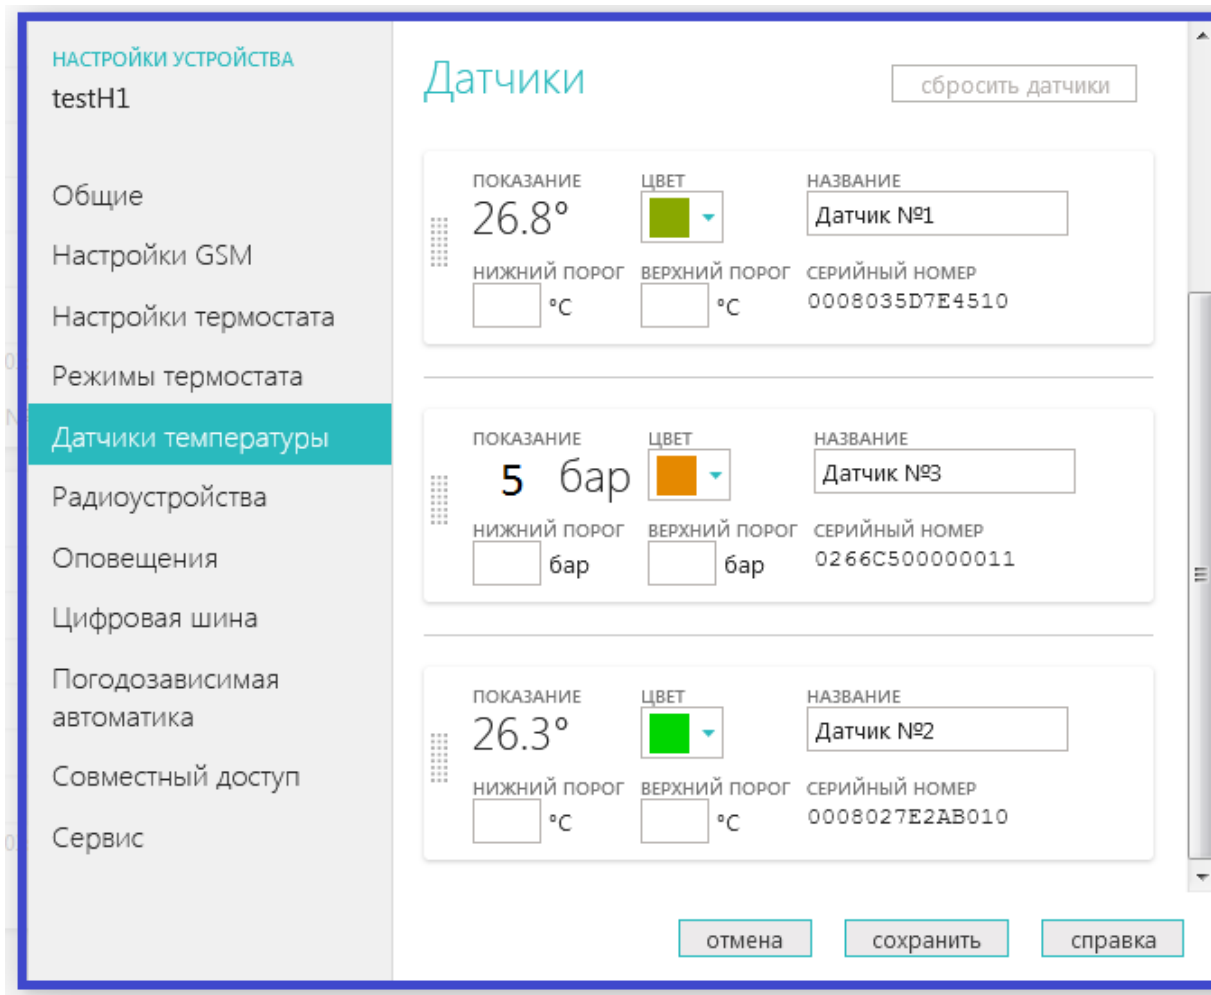 НАСТРОЙКИ УСТРОЙСТВА
testH1
Общие
Настройки GSM
Настройки термостата
Режимы термостата
Датчики температуры
Радиоустройства
Оповещения
Цифровая шина
Погодозависимая
автоматика
Совместный доступ
Сервис
Датчики
сбросить датчики
ПОКАЗАНИЕ ЦВЕТ НАЗВАНИЕ
26.8° Датчик №1
НИЖНИЙ ПОРОГ ВЕРХНИЙ ПОРОГ СЕРИЙНЫЙ НОМЕР
°C °C 0008035D7E4510
ПОКАЗАНИЕ ЦВЕТ НАЗВАНИЕ
5 бар Датчик №3
НИЖНИЙ ПОРОГ ВЕРХНИЙ ПОРОГ СЕРИЙНЫЙ НОМЕР
бар бар 0266C500000011
ПОКАЗАНИЕ ЦВЕТ НАЗВАНИЕ
26.3° Датчик №2
НИЖНИЙ ПОРОГ ВЕРХНИЙ ПОРОГ СЕРИЙНЫЙ НОМЕР
°C °C 0008027E2AB010
отмена сохранить справка